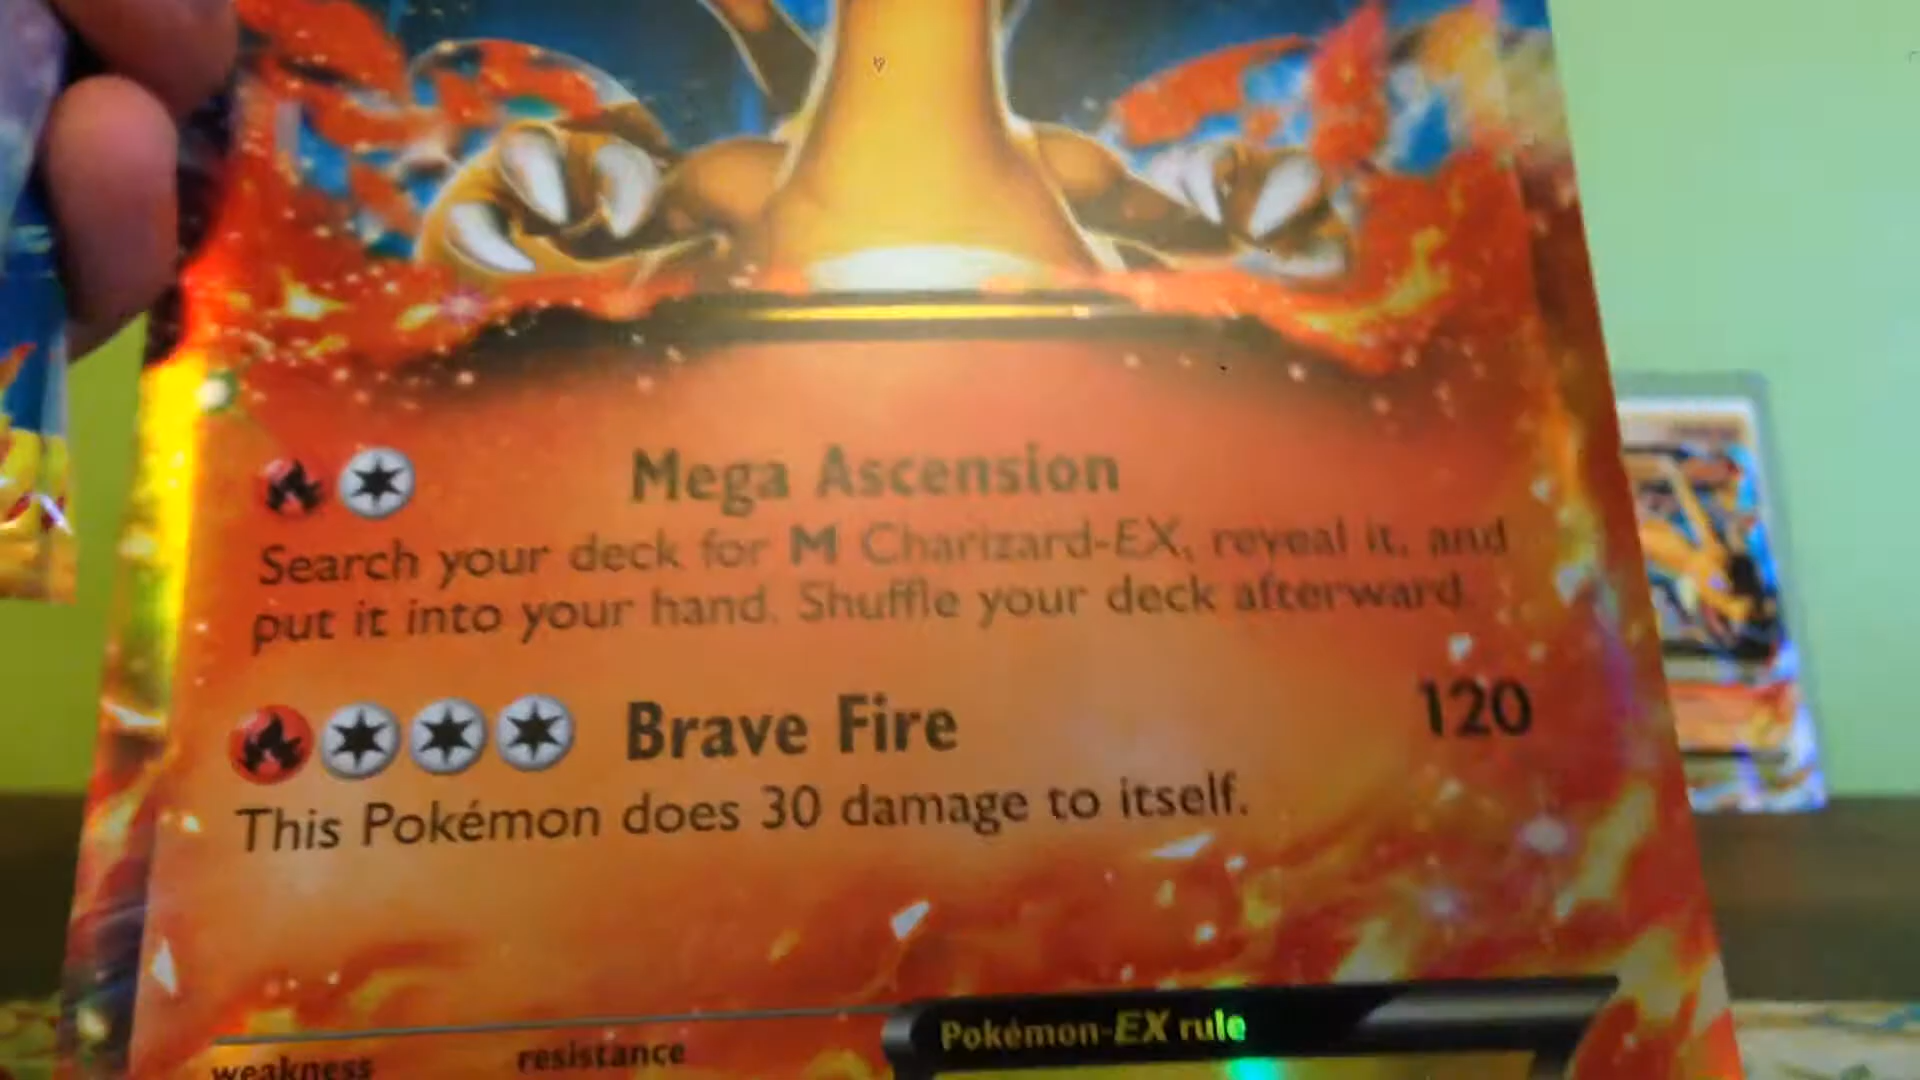 Mega Ascension
Search your deck for M Charizard-EX, reveal it, and
put it into your hand. Shuffle your deck afterward.
Brave Fire 120
This Pokémon does 30 damage to itself.
Pokémon-EX rule
weakness resistance